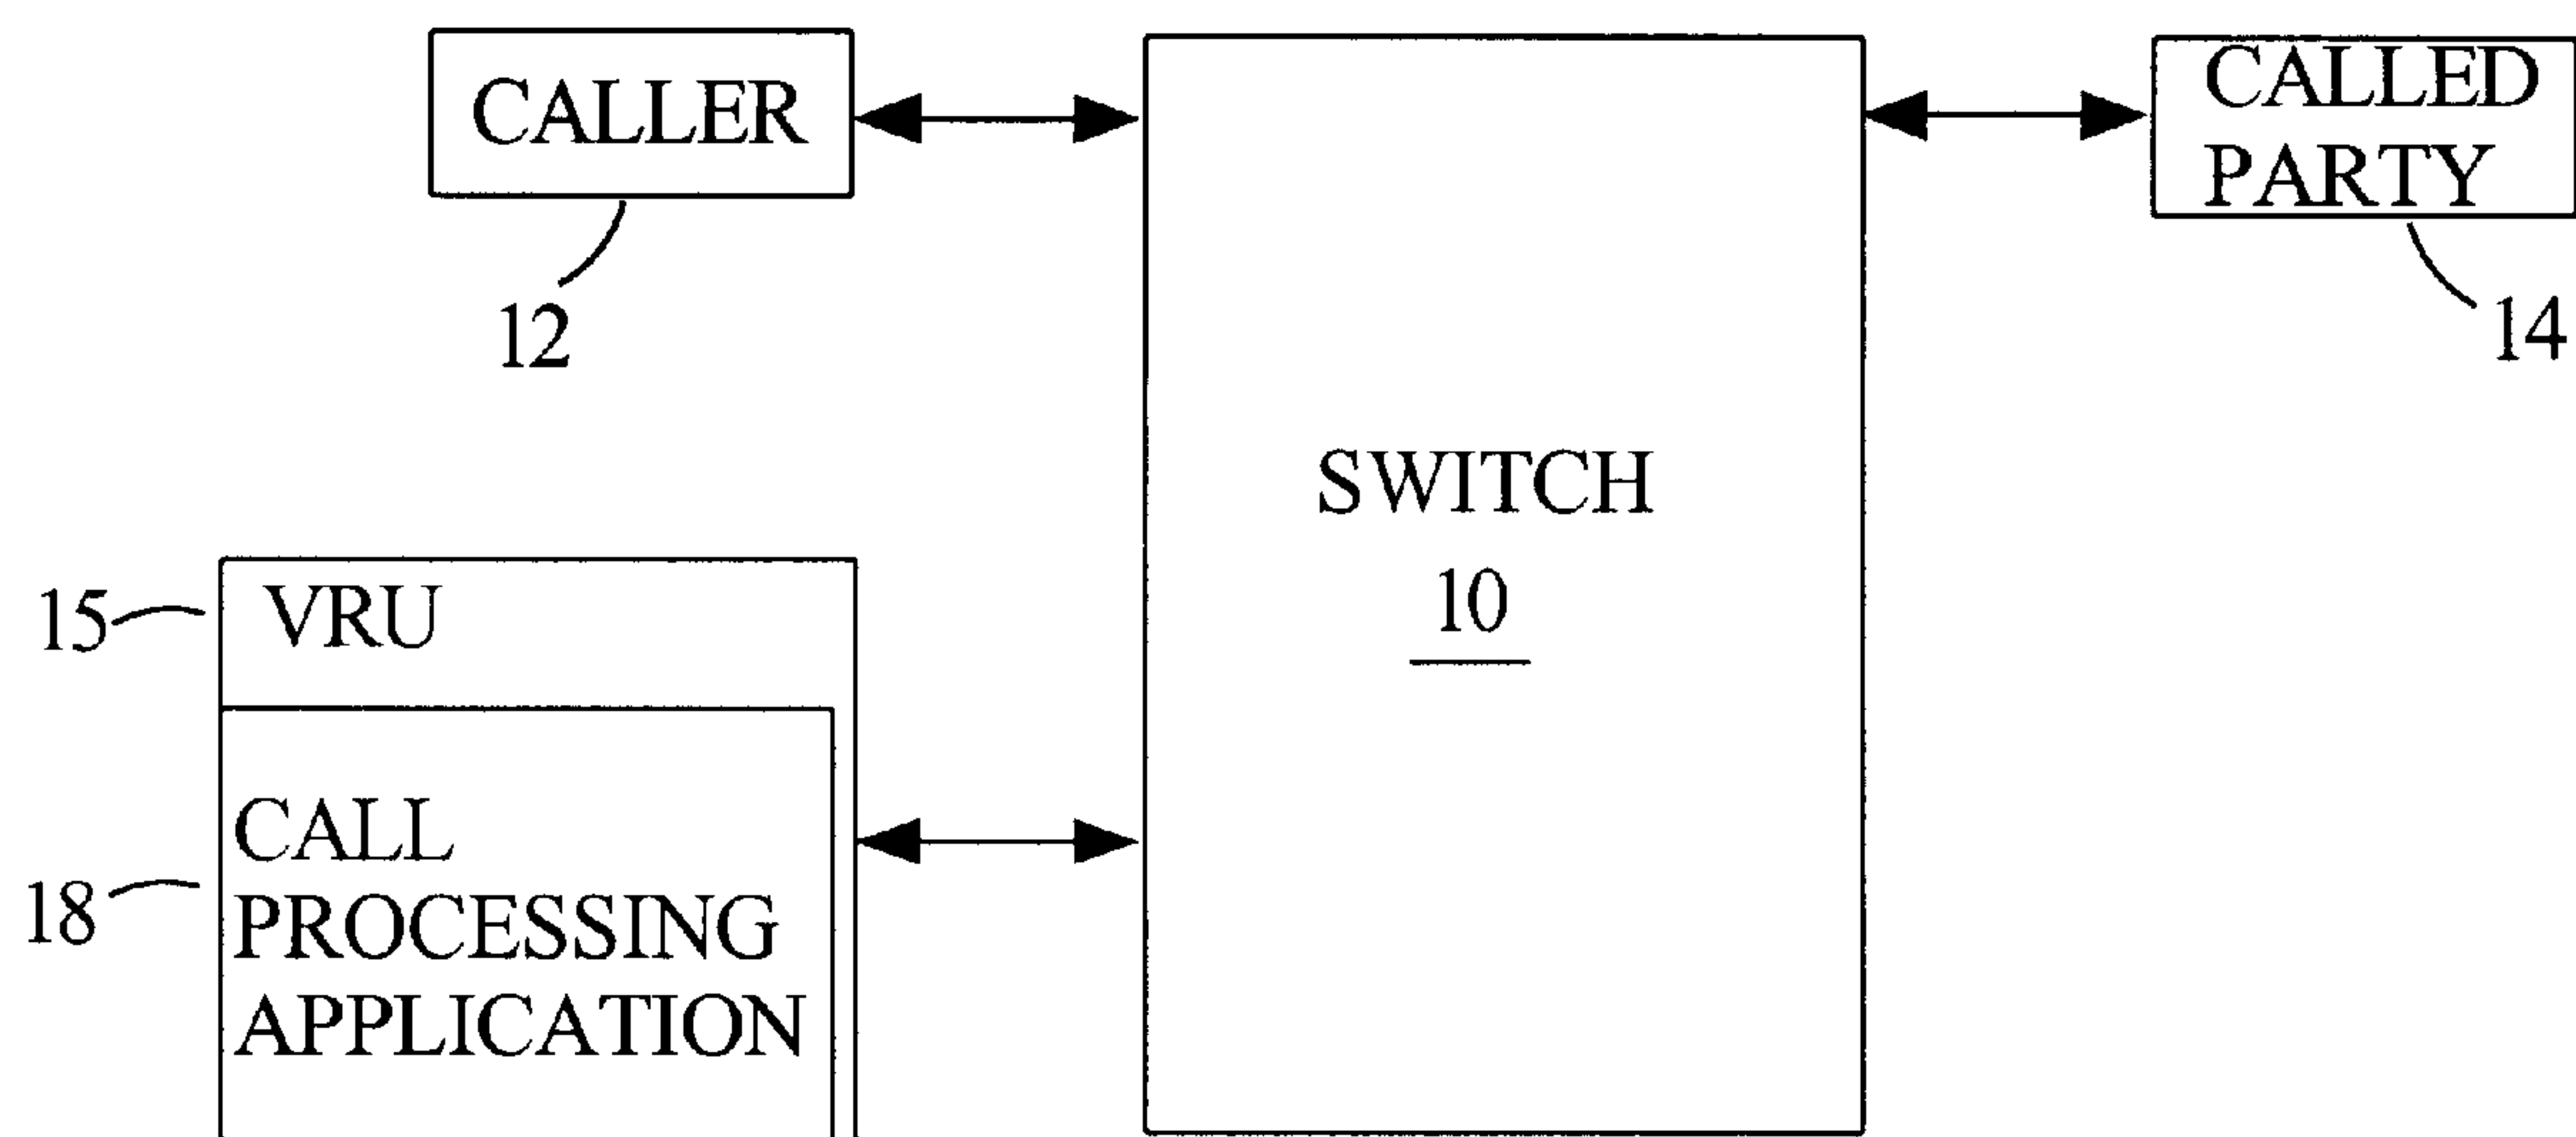 CALLER
12
CALLED
PARTY
14
SWITCH
10
15
VRU
18
CALL
PROCESSING
APPLICATION